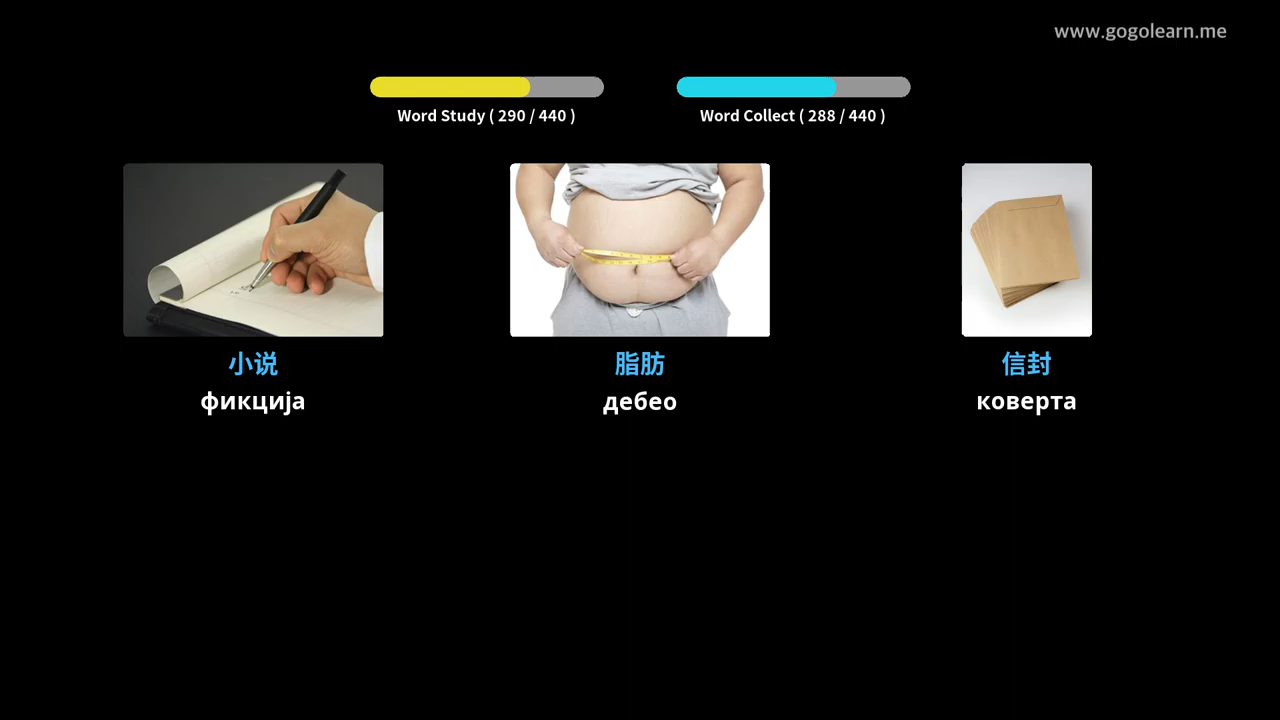 www.gogolearn.me
Word Study ( 290 / 440 )
Word Collect ( 288 / 440 )
小说
脂肪
信封
фикција
дебео
коверта